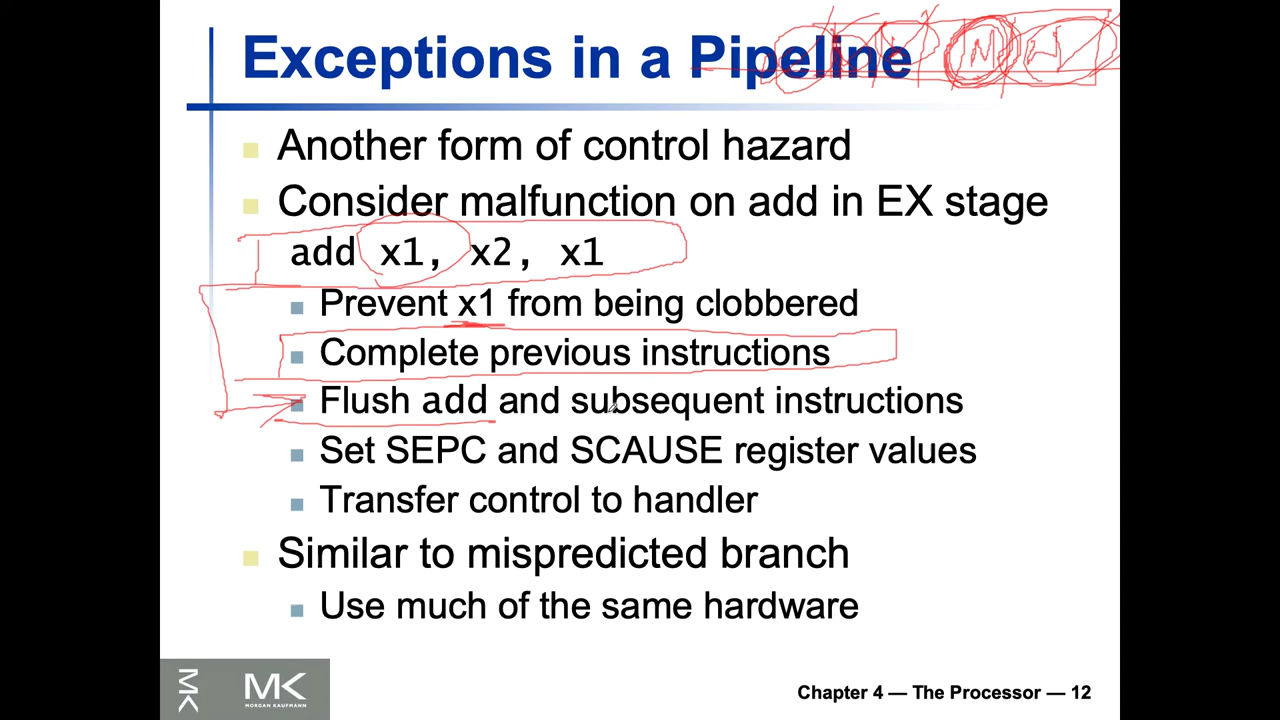 Exceptions in a Pipeline
Another form of control hazard
Consider malfunction on add in EX stage
add x1, x2, x1
Prevent x1 from being clobbered
Complete previous instructions
Flush add and subsequent instructions
Set SEPC and SCAUSE register values
Transfer control to handler
Similar to mispredicted branch
Use much of the same hardware
MK
MK
MORGAN KAUFMANN
Chapter 4 — The Processor — 12